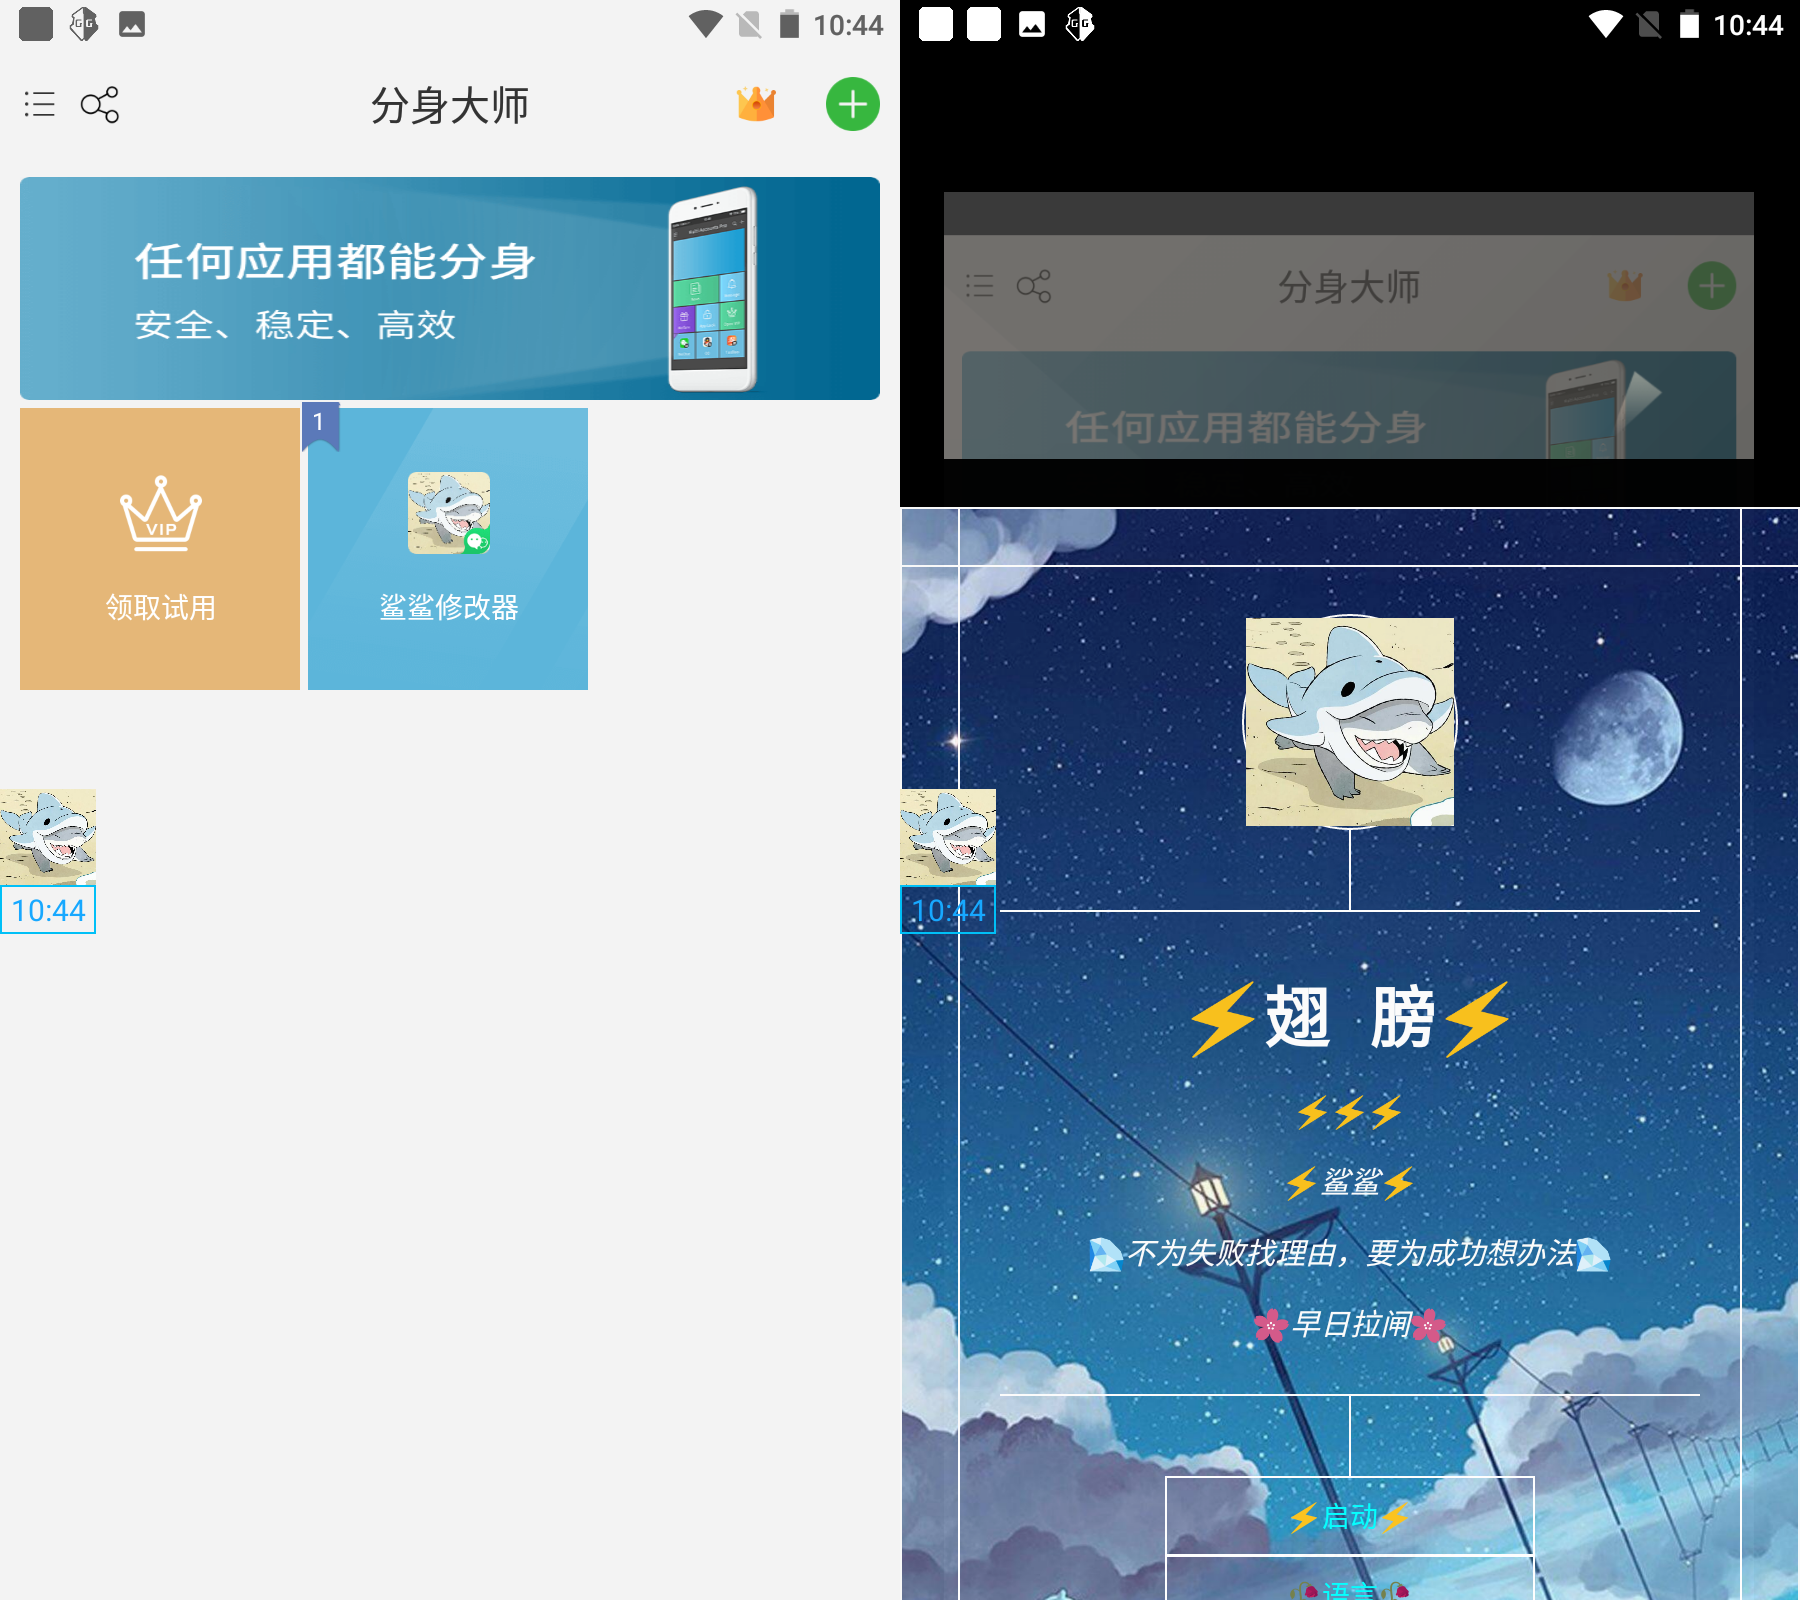 10:44
分身大师
任何应用都能分身
安全、稳定、高效
VIP
领取试用
1
鲨鲨修改器
10:44
10:44
分身大师
任何应用都能分身
10:44
⚡翅 膀⚡
⚡⚡⚡
⚡鲨鲨⚡
不为失败找理由，要为成功想办法
🌸早日拉闸🌸
⚡启动⚡
🥀语言🥀